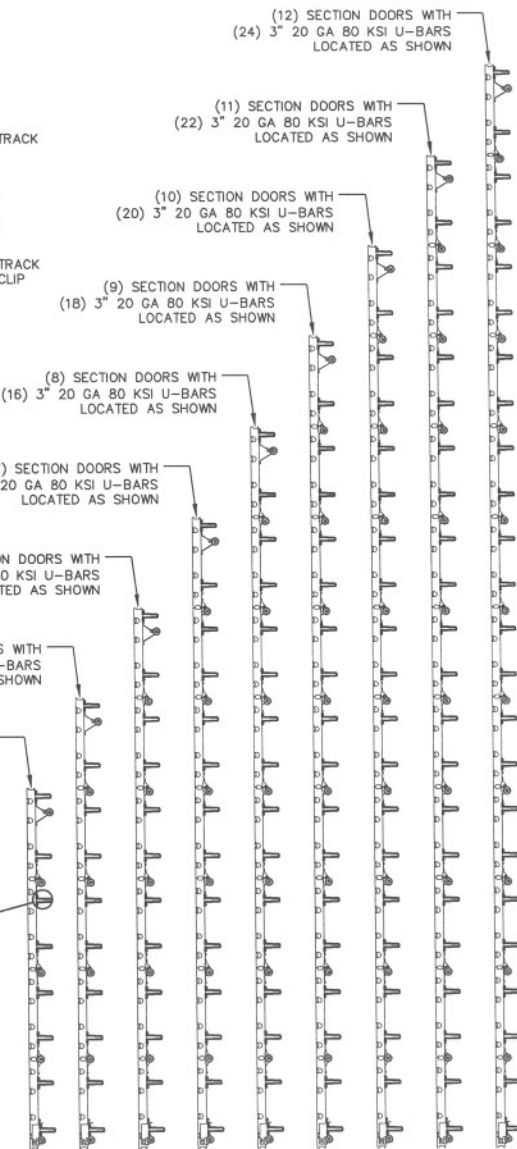 (12) SECTION DOORS WITH
(24) 3" 20 GA 80 KSI U-BARS
LOCATED AS SHOWN
(11) SECTION DOORS WITH
(22) 3" 20 GA 80 KSI U-BARS
LOCATED AS SHOWN
TRACK
(10) SECTION DOORS WITH
(20) 3" 20 GA 80 KSI U-BARS
LOCATED AS SHOWN
TRACK
CLIP
(9) SECTION DOORS WITH
(18) 3" 20 GA 80 KSI U-BARS
LOCATED AS SHOWN
(8) SECTION DOORS WITH
(16) 3" 20 GA 80 KSI U-BARS
LOCATED AS SHOWN
) SECTION DOORS WITH
20 GA 80 KSI U-BARS
LOCATED AS SHOWN
ON DOORS WITH
0 KSI U-BARS
TED AS SHOWN
S WITH
-BARS
SHOWN